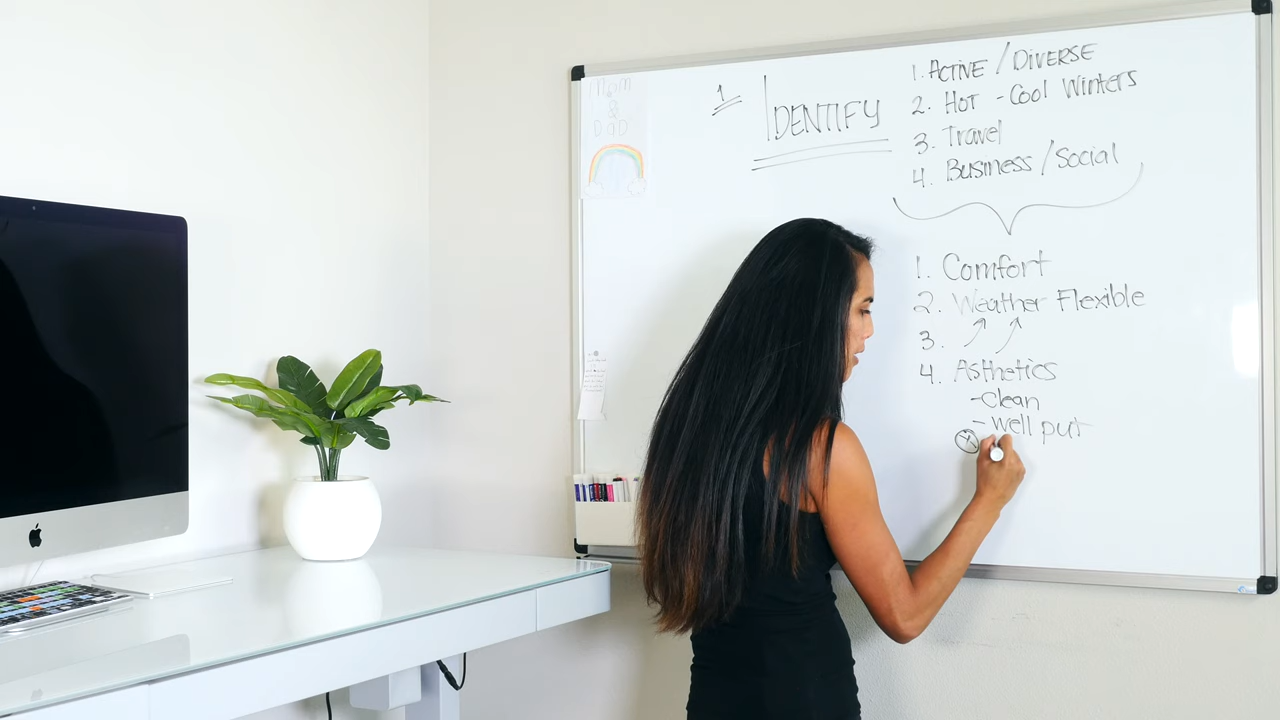 Mom
&
DaD
1.
IDENTIFY
1. ACTIVE / DIVERSE
2. HOT - Cool Winters
3. Travel
4. Business / Social
1. Comfort
2. Weather Flexible
3.
4. Asthetics
-Clean
- Well put